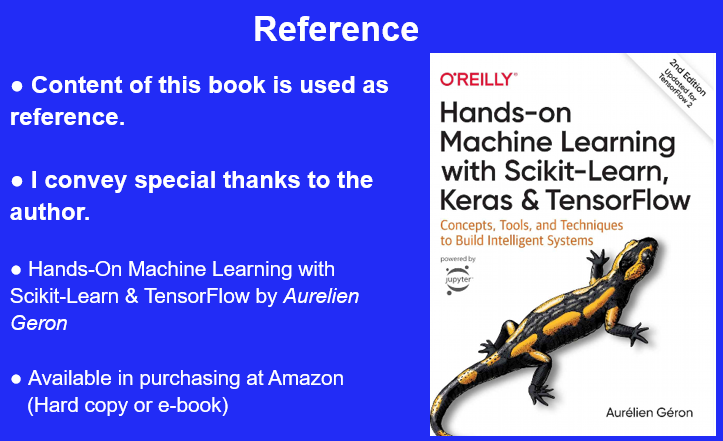 Reference
● Content of this book is used as
reference.
● I convey special thanks to the
author.
● Hands-On Machine Learning with
Scikit-Learn & TensorFlow by Aurelien
Geron
● Available in purchasing at Amazon
(Hard copy or e-book)
O'REILLY®
2nd Edition
Updated for
TensorFlow 2
Hands-on
Machine Learning
with Scikit-Learn,
Keras & TensorFlow
Concepts, Tools, and Techniques
to Build Intelligent Systems
powered by
jupyter
Aurélien Géron